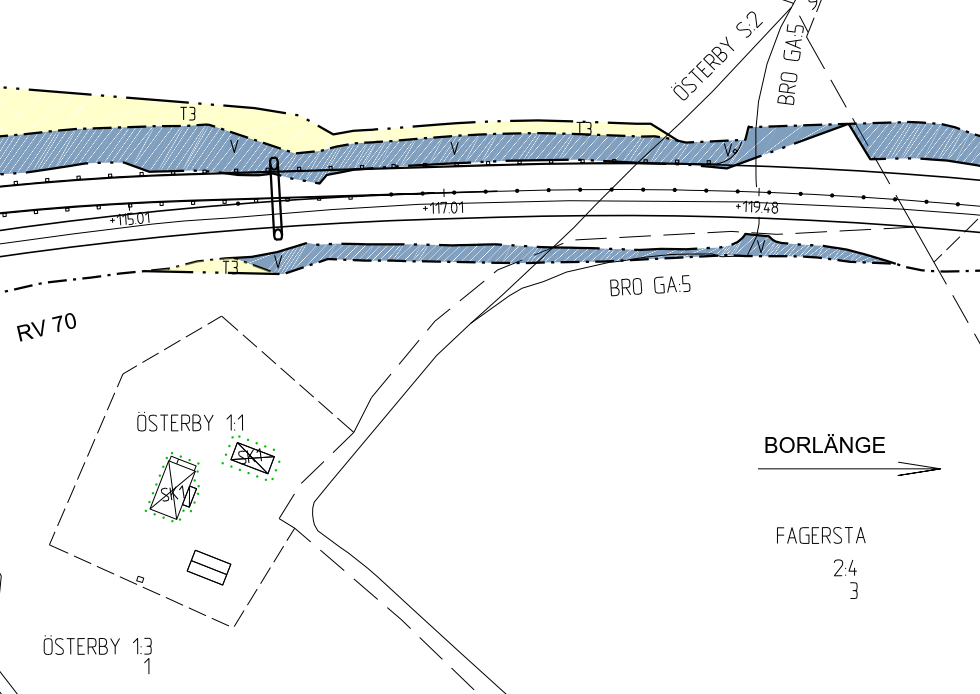 ÖSTERBY S:2
BRO GA:5
T3
T3
V
V
V
+115.01
+117.01
+119.48
V
V
T3
BRO GA:5
RV 70
ÖSTERBY 1:1
SK1
SK1
BORLÄNGE
FAGERSTA
2:4
3
ÖSTERBY 1:3
1